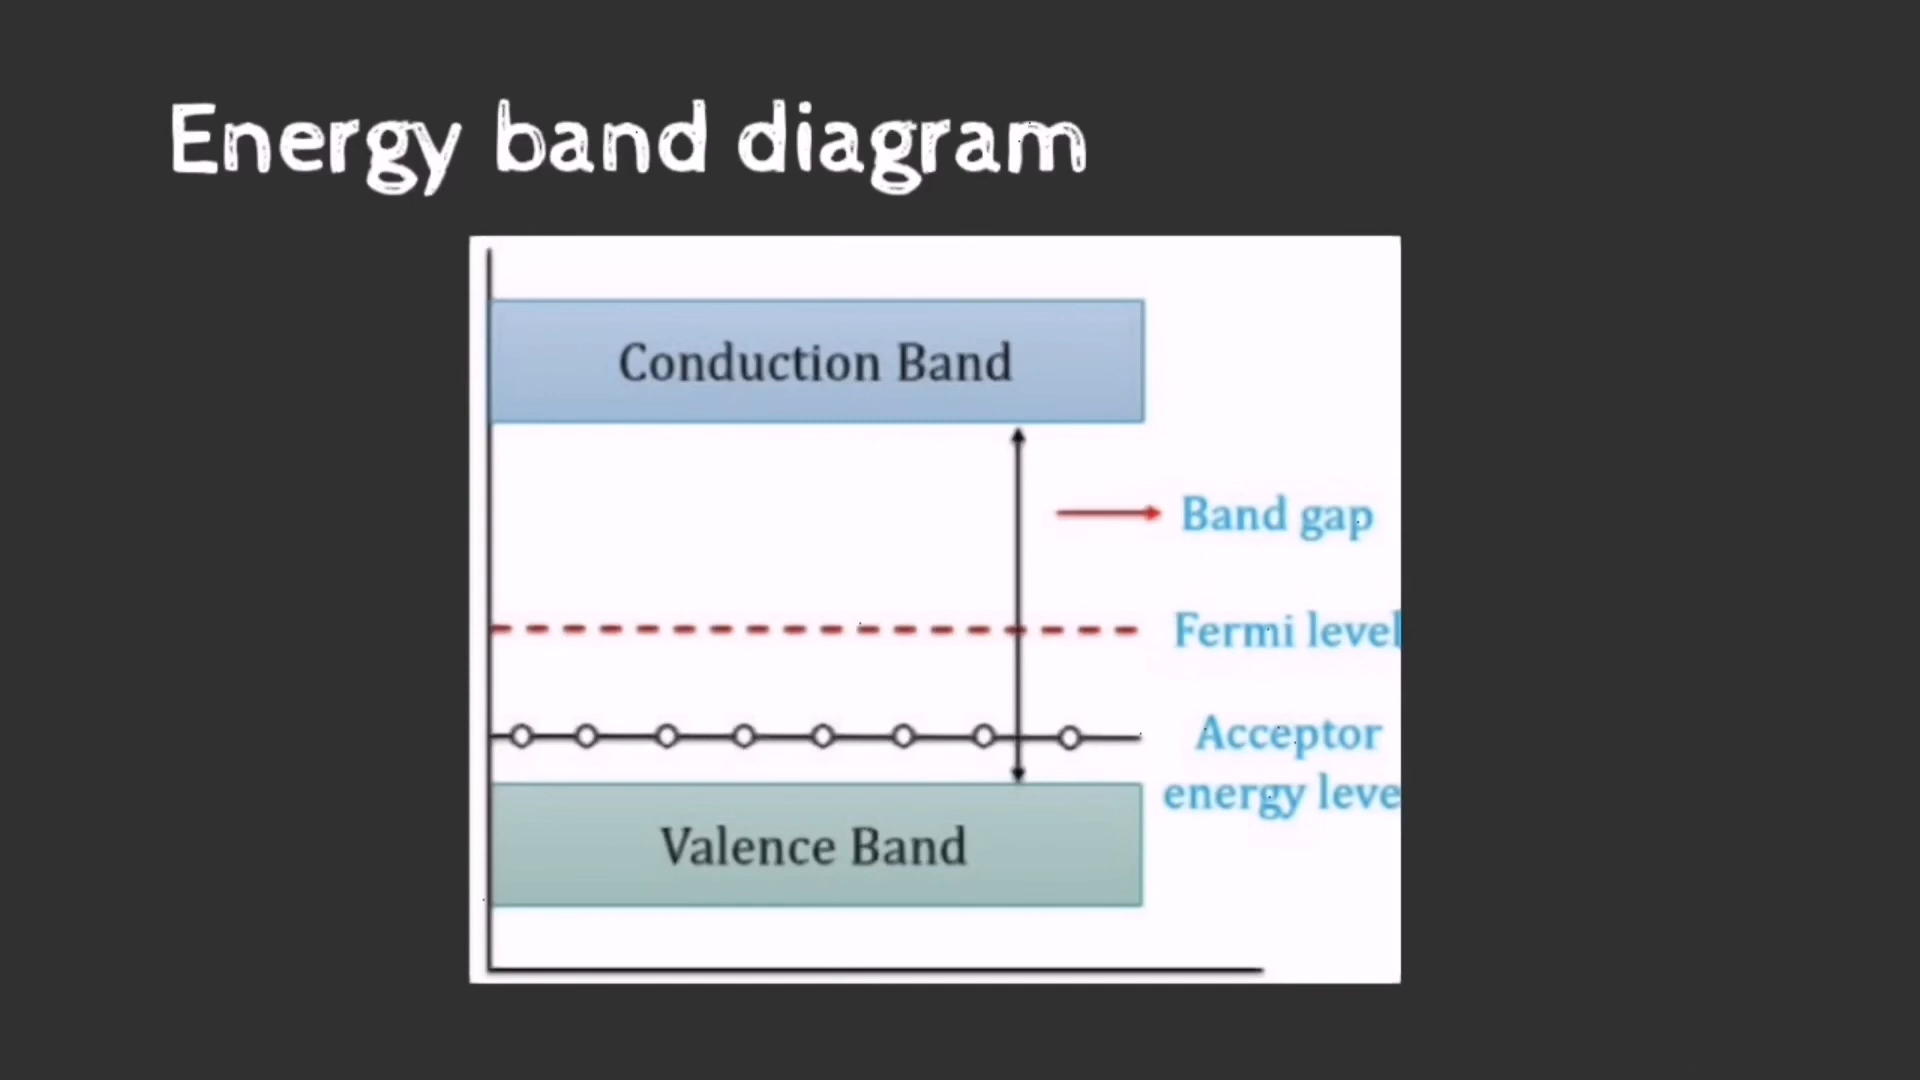 Energy band diagram
Conduction Band
Band gap
Fermi level
Acceptor
energy leve
Valence Band